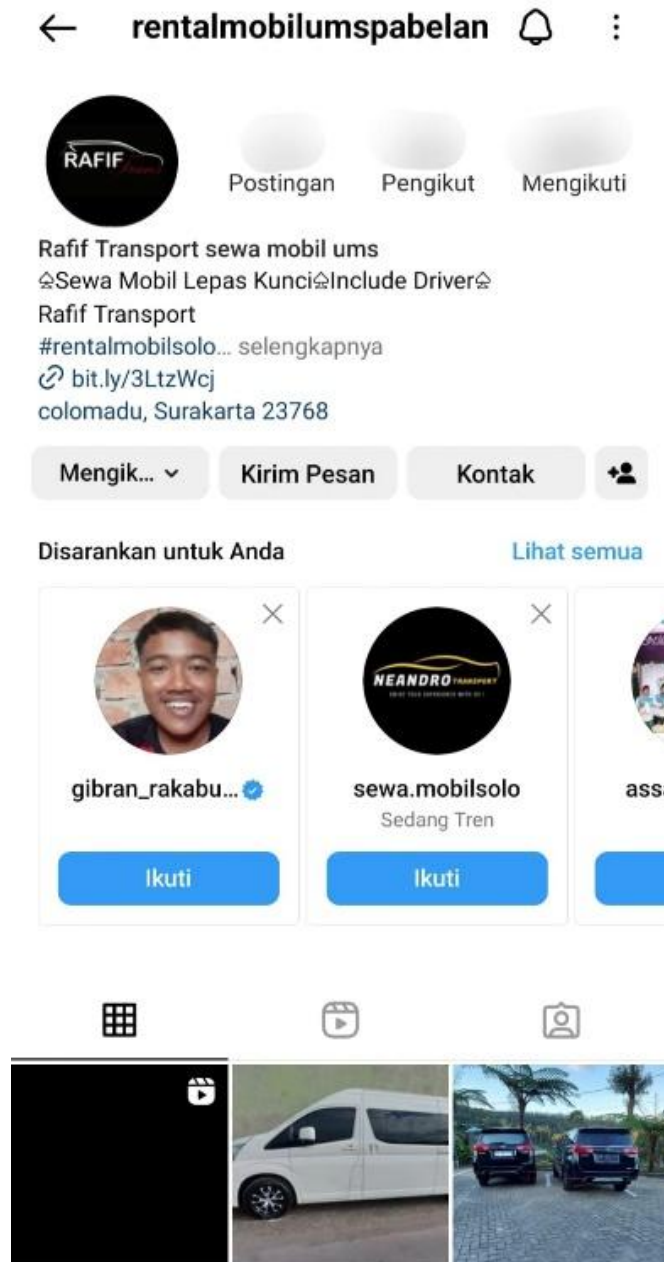 rentalmobilumspabelan
RAFIF
Postingan Pengikut Mengikuti
Rafif Transport sewa mobil ums
♤Sewa Mobil Lepas Kunci♤Include Driver♤
Rafif Transport
#rentalmobilsolo... selengkapnya
bit.ly/3LtzWcj
colomadu, Surakarta 23768
Mengik... Kirim Pesan Kontak
Disarankan untuk Anda Lihat semua
NEANDRO TRANSPORT
gibran_rakabu... sewa.mobilsolo
Sedang Tren
Ikuti Ikuti